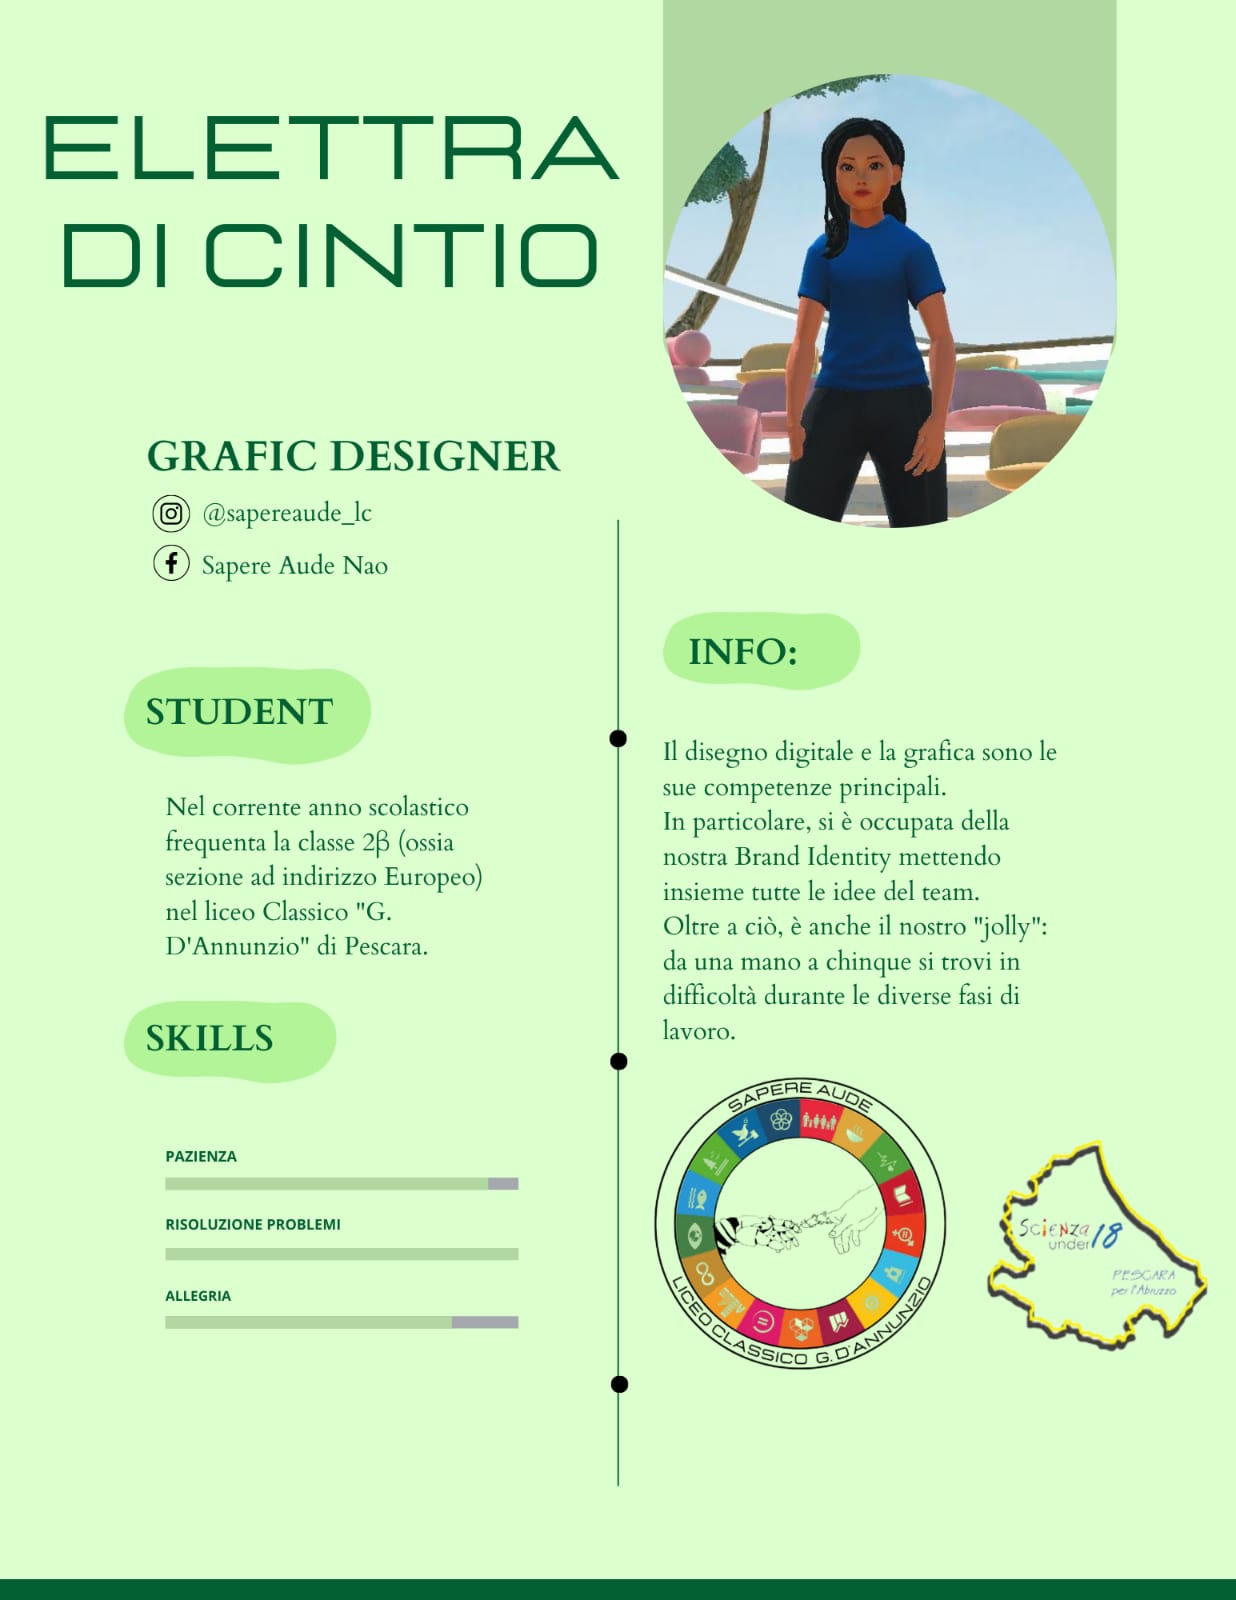 ELETTRA
DI CINTIO
GRAFIC DESIGNER
@sapereaude_lc
Sapere Aude Nao
STUDENT
Nel corrente anno scolastico
frequenta la classe 2β (ossia
sezione ad indirizzo Europeo)
nel liceo Classico "G.
D'Annunzio" di Pescara.
SKILLS
PAZIENZA
RISOLUZIONE PROBLEMI
ALLEGRIA
INFO:
Il disegno digitale e la grafica sono le
sue competenze principali.
In particolare, si è occupata della
nostra Brand Identity mettendo
insieme tutte le idee del team.
Oltre a ciò, è anche il nostro "jolly":
da una mano a chinque si trovi in
difficoltà durante le diverse fasi di
lavoro.
SAPERE AUDE
LICEO CLASSICO G. D'ANNUNZIO
Scienza
under 18
PESCARA
per l'Abruzzo